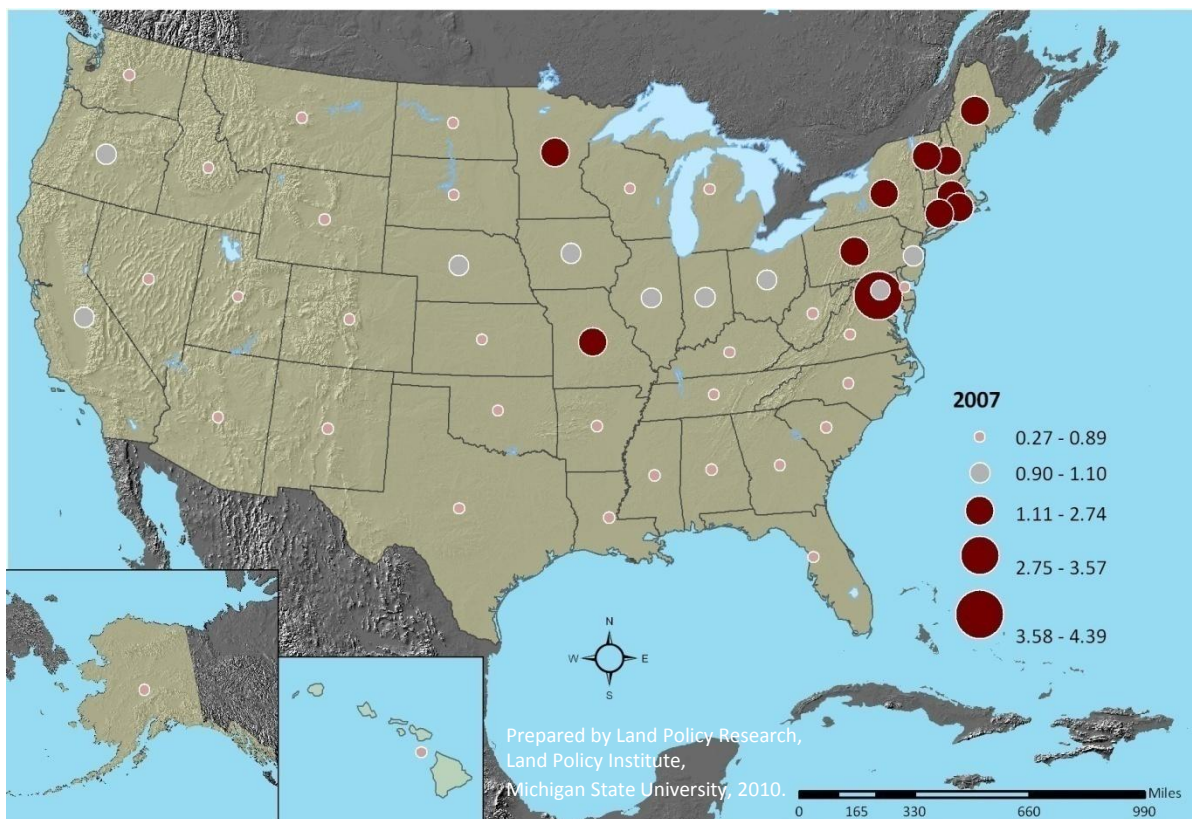 2007
0.27 - 0.89
0.90 - 1.10
1.11 - 2.74
2.75 - 3.57
3.58 - 4.39
N
W E
S
Prepared by Land Policy Research,
Land Policy Institute,
Michigan State University, 2010.
Miles
0 165 330 660 990